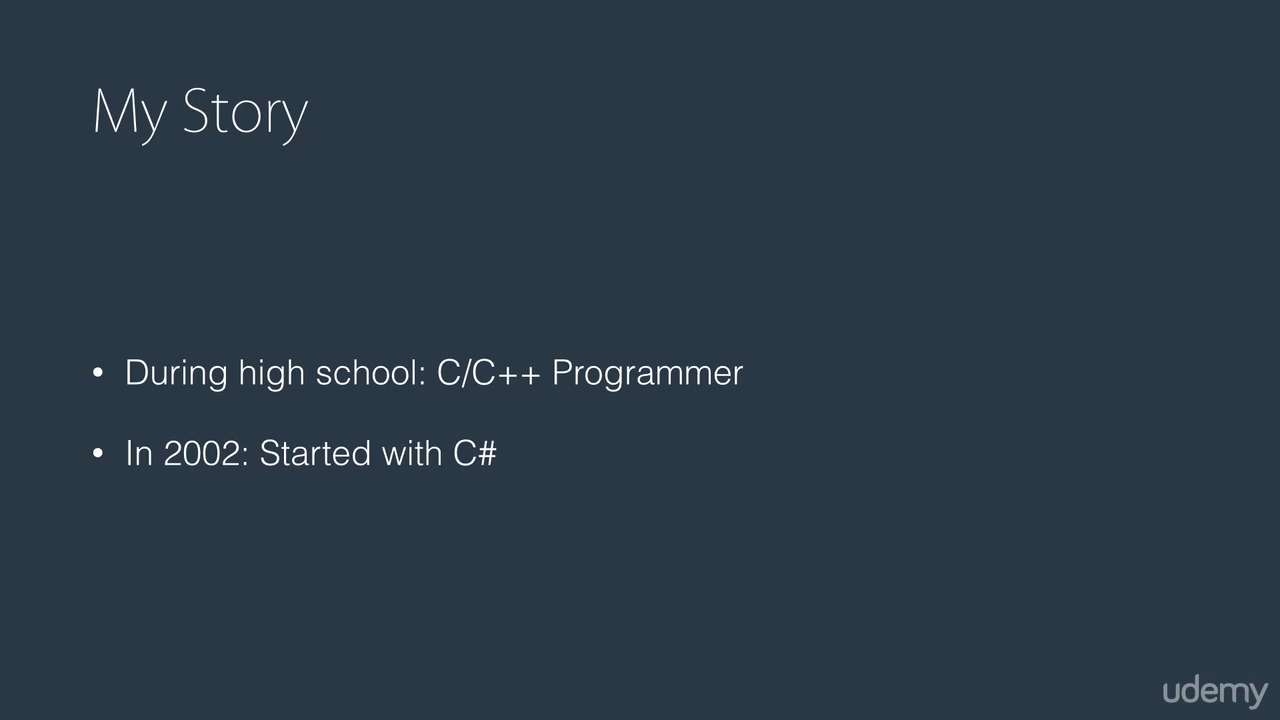 My Story
• During high school: C/C++ Programmer
• In 2002: Started with C#
udemy